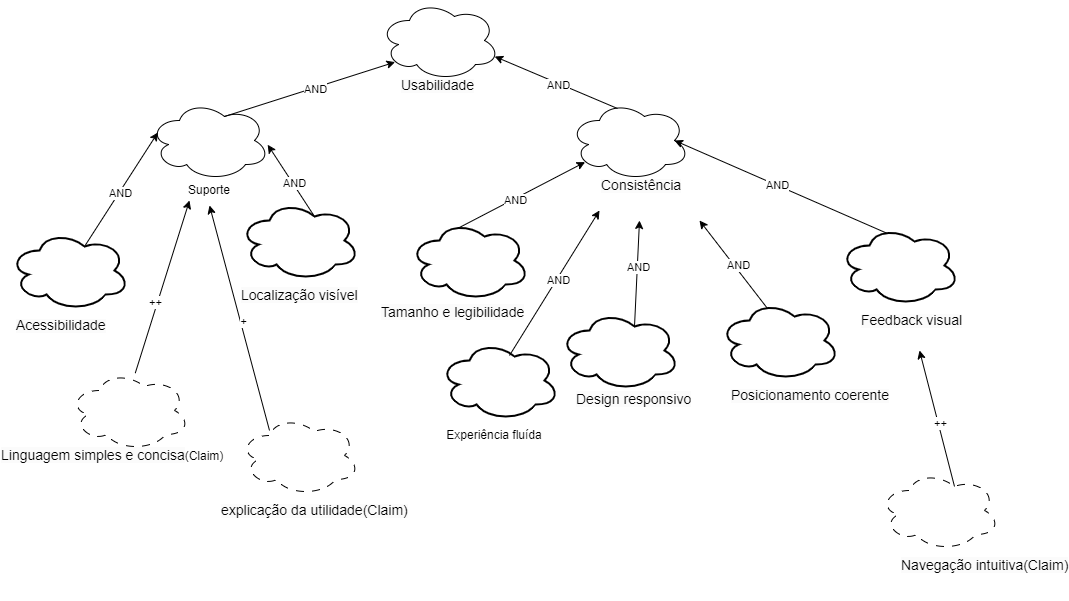 Usabilidade
AND
AND
Suporte
Consistência
AND
AND
AND
AND
Localização visível
Acessibilidade
Tamanho e legibilidade
AND
AND
AND
Feedback visual
++
+
Design responsivo
Posicionamento coerente
Experiência fluída
++
Linguagem simples e concisa(Claim)
explicação da utilidade(Claim)
Navegação intuitiva(Claim)